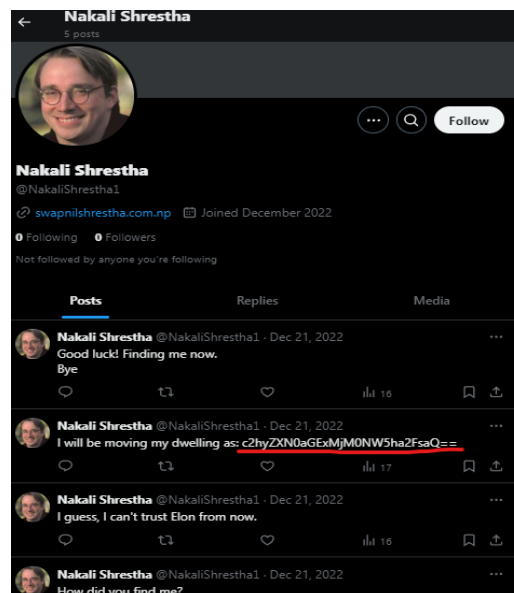 Nakali Shrestha
5 posts
Follow
Nakali Shrestha
@NakaliShrestha1
swapnilshrestha.com.np Joined December 2022
0 Following 0 Followers
Not followed by anyone you're following
Posts Replies Media
Nakali Shrestha @NakaliShrestha1 · Dec 21, 2022
Good luck! Finding me now.
Bye
16
Nakali Shrestha @NakaliShrestha1 · Dec 21, 2022
I will be moving my dwelling as: c2hyZXN0aGExMjM0NW5ha2FsaQ==
17
Nakali Shrestha @NakaliShrestha1 · Dec 21, 2022
I guess, I can't trust Elon from now.
16
Nakali Shrestha @NakaliShrestha1 · Dec 21, 2022
How did you find me?